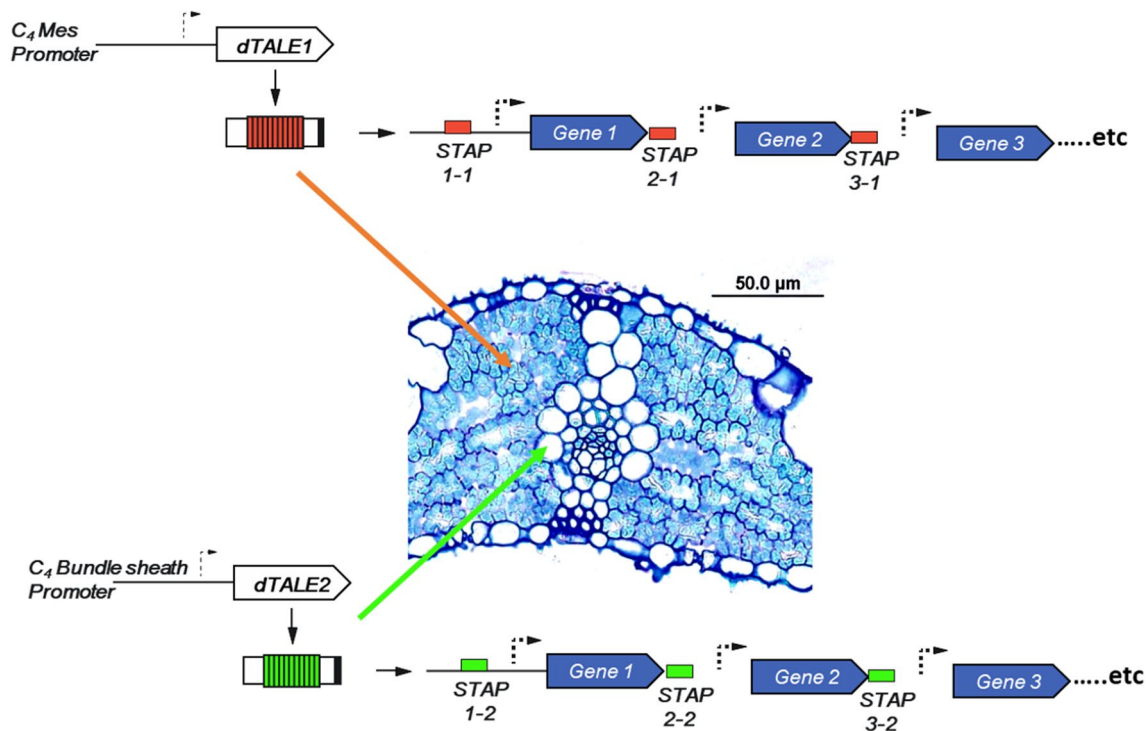 C4 Mes
Promoter
dTALE1
Gene 1
Gene 2
Gene 3
.....etc
STAP
1-1
STAP
2-1
STAP
3-1
50.0 µm
C4 Bundle sheath
Promoter
dTALE2
Gene 1
Gene 2
Gene 3
.....etc
STAP
1-2
STAP
2-2
STAP
3-2